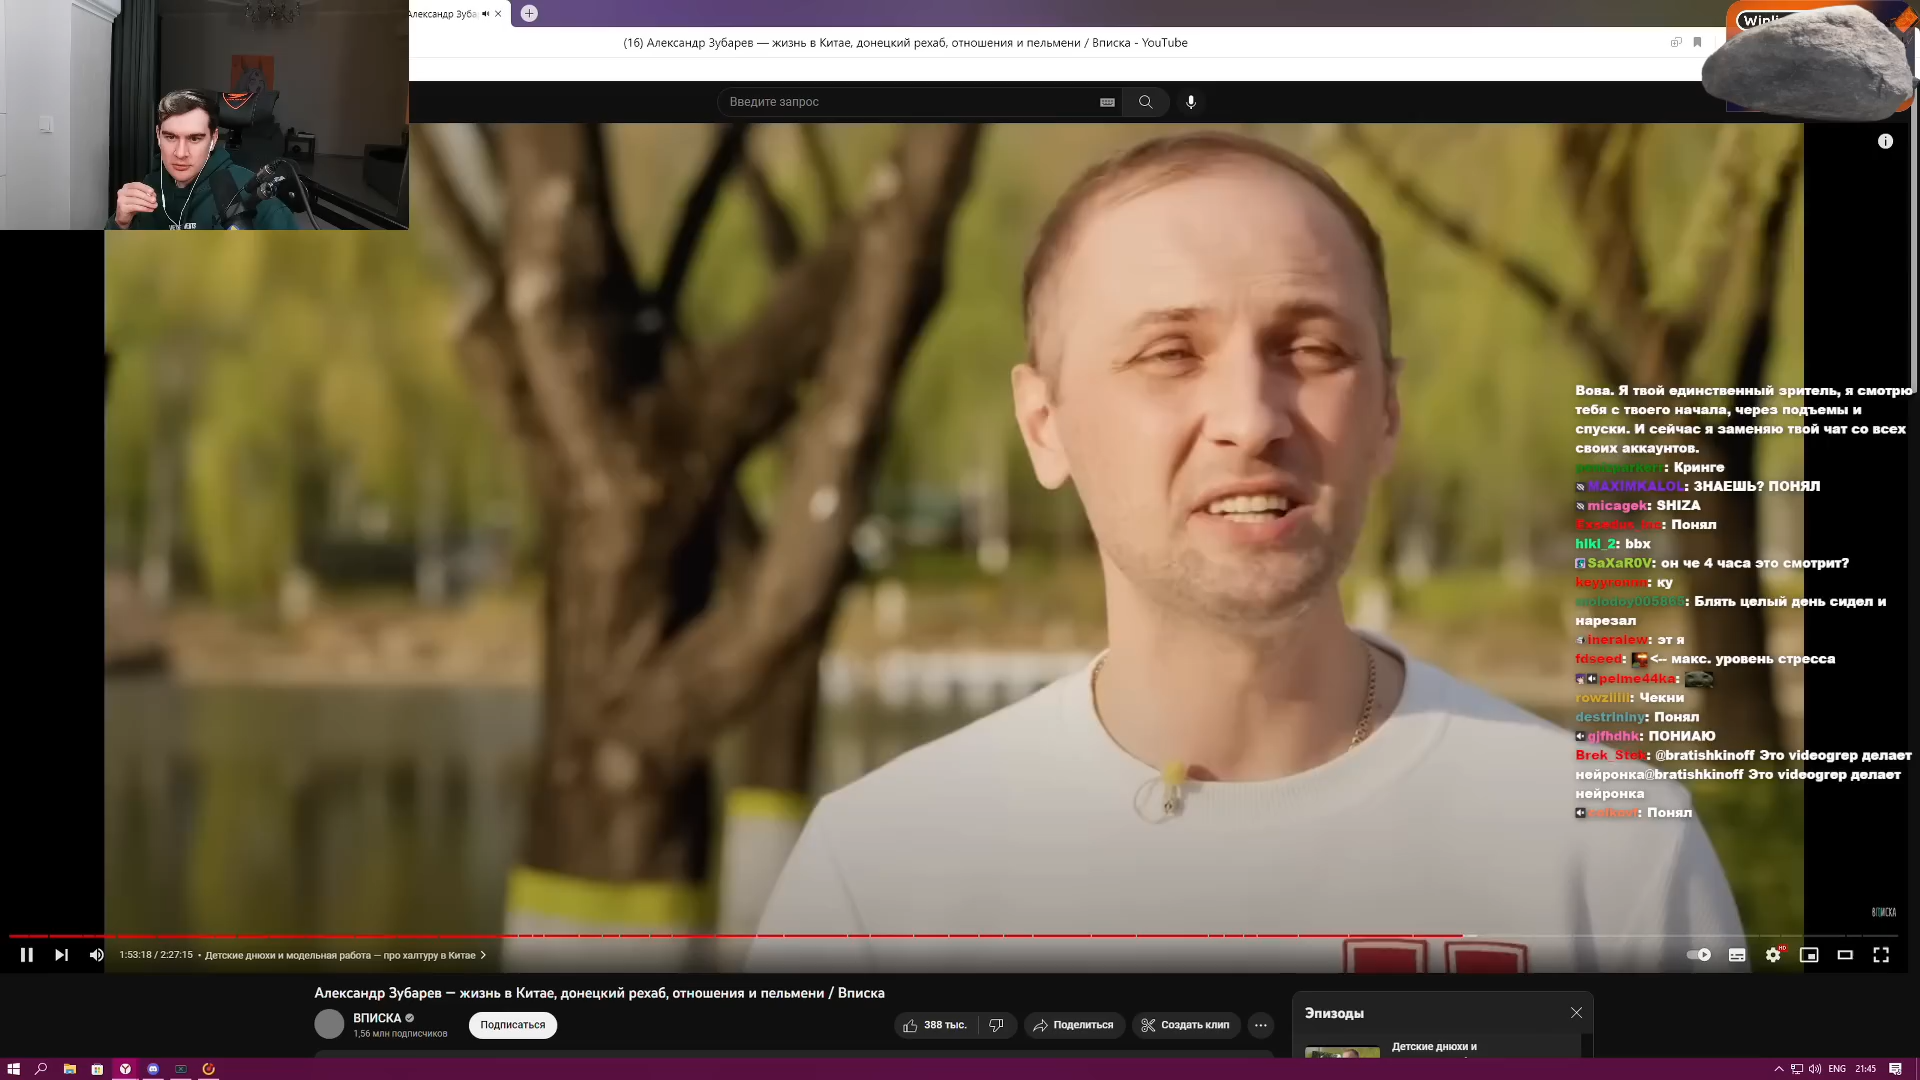 Александр Зуба
(16) Александр Зубарев — жизнь в Китае, донецкий рехаб, отношения и пельмени / Вписка - YouTube
Введите запрос
Вова. Я твой единственный зритель, я смотрю
тебя с твоего начала, через подъемы и
спуски. И сейчас я заменяю твой чат со всех
своих аккаунтов.
: Кринге
MAXIMKALOL: ЗНАЕШЬ? ПОНЯЛ
micagek: SHIZA
: Понял
hlkl_2: bbx
SaXaR0V: он че 4 часа это смотрит?
: ку
: Блять целый день сидел и
нарезал
ineralew: эт я
fdseed: <-- макс. уровень стресса
pelme44ka:
: Чекни
destrininy: Понял
gjfhdhk: ПОНИАЮ
: @bratishkinoff Это videogrep делает
нейронка@bratishkinoff Это videogrep делает
нейронка
: Понял
ВПИСКА
1:53:18 / 2:27:15 • Детские днюхи и модельная работа — про халтуру в Китае
HD
Александр Зубарев — жизнь в Китае, донецкий рехаб, отношения и пельмени / Вписка
ВПИСКА
1,56 млн подписчиков
Подписаться
388 тыс.
Поделиться
Создать клип
Эпизоды
Детские днюхи и
ENG
21:45